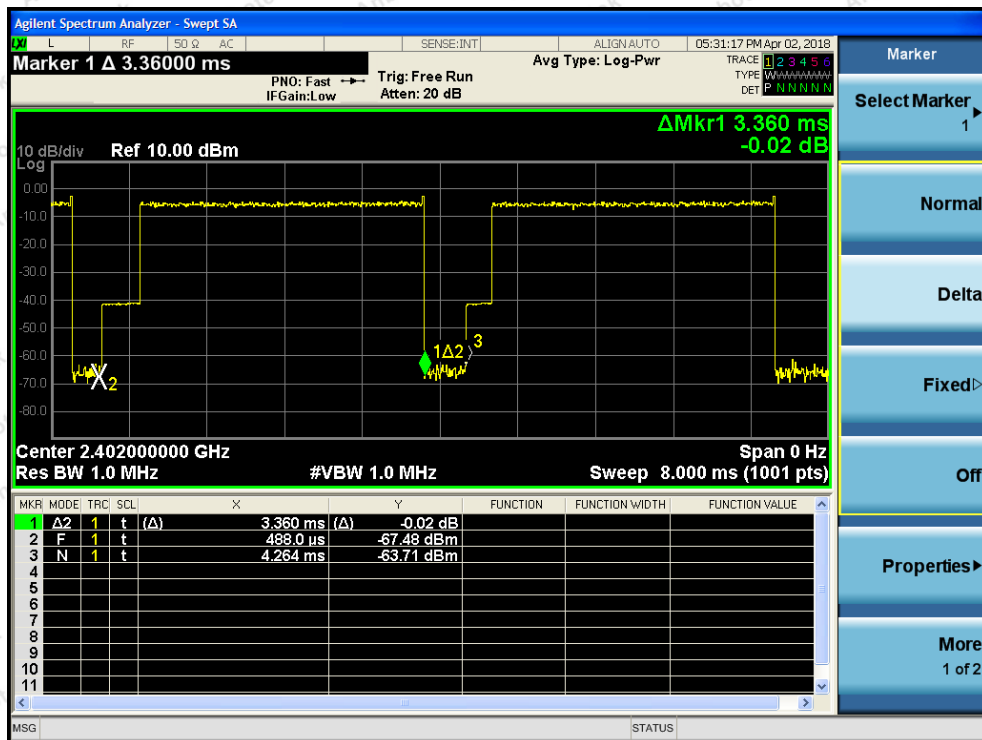 Agilent Spectrum Analyzer - Swept SA
LXI L RF 50 Ω AC SENSE:INT ALIGNAUTO 05:31:17 PM Apr 02, 2018
Marker 1 Δ 3.36000 ms
PNO: Fast
IFGain:Low
Trig: Free Run
Atten: 20 dB
Avg Type: Log-Pwr
TRACE 1 2 3 4 5 6
TYPE
DET P N N N N N
ΔMkr1 3.360 ms
-0.02 dB
10 dB/div Ref 10.00 dBm
Log
0.00
-10.0
-20.0
-30.0
-40.0
-50.0
-60.0
-70.0
-80.0
2
1Δ2
3
Center 2.402000000 GHz Span 0 Hz
Res BW 1.0 MHz #VBW 1.0 MHz Sweep 8.000 ms (1001 pts)
MKR MODE TRC SCL X Y FUNCTION FUNCTION WIDTH FUNCTION VALUE
1 Δ2 1 t (Δ) 3.360 ms (Δ) -0.02 dB
2 F 1 t 488.0 µs -67.48 dBm
3 N 1 t 4.264 ms -63.71 dBm
4
5
6
7
8
9
10
11
MSG STATUS
Marker
Select Marker
1
Normal
Delta
Fixed
Off
Properties
More
1 of 2